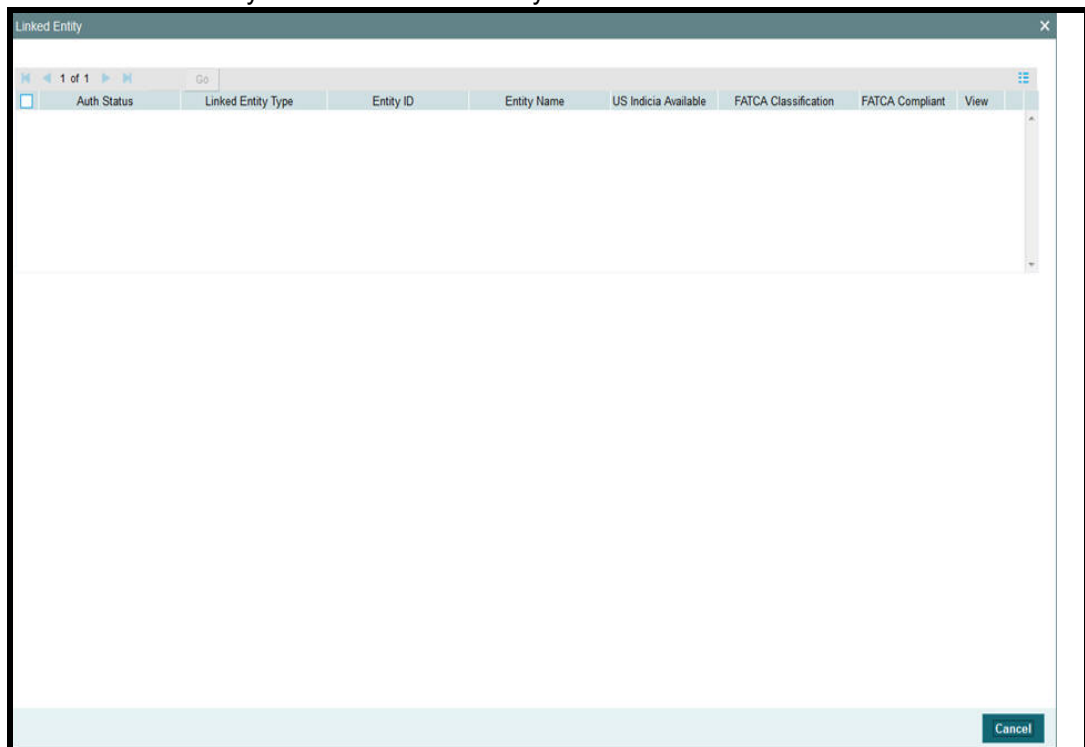 Linked Entity
1 of 1 Go
Auth Status Linked Entity Type Entity ID Entity Name US Indicia Available FATCA Classification FATCA Compliant View
Cancel